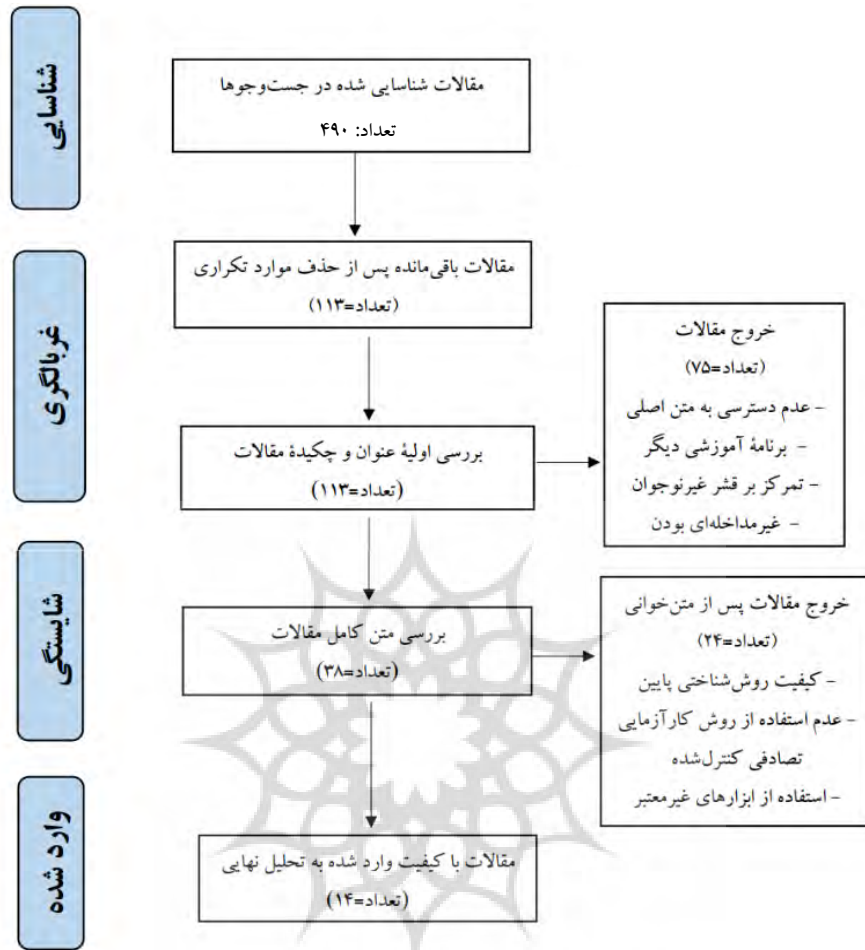 شناسایی
مقالات شناسایی شده در جست‌وجوها
تعداد: ۴۹۰
غربالگری
مقالات باقی‌مانده پس از حذف موارد تکراری
(تعداد=۱۱۳)
بررسی اولیهٔ عنوان و چکیدهٔ مقالات
(تعداد=۱۱۳)
خروج مقالات
(تعداد=۷۵)
- عدم دسترسی به متن اصلی
- برنامهٔ آموزشی دیگر
- تمرکز بر قشر غیرنوجوان
- غیرمداخله‌ای بودن
شایستگی
بررسی متن کامل مقالات
(تعداد=۳۸)
خروج مقالات پس از متن‌خوانی
(تعداد=۲۴)
- کیفیت روش‌شناختی پایین
- عدم استفاده از روش کارآزمایی
تصادفی کنترل‌شده
- استفاده از ابزارهای غیرمعتبر
وارد شده
مقالات با کیفیت وارد شده به تحلیل نهایی
(تعداد=۱۴)